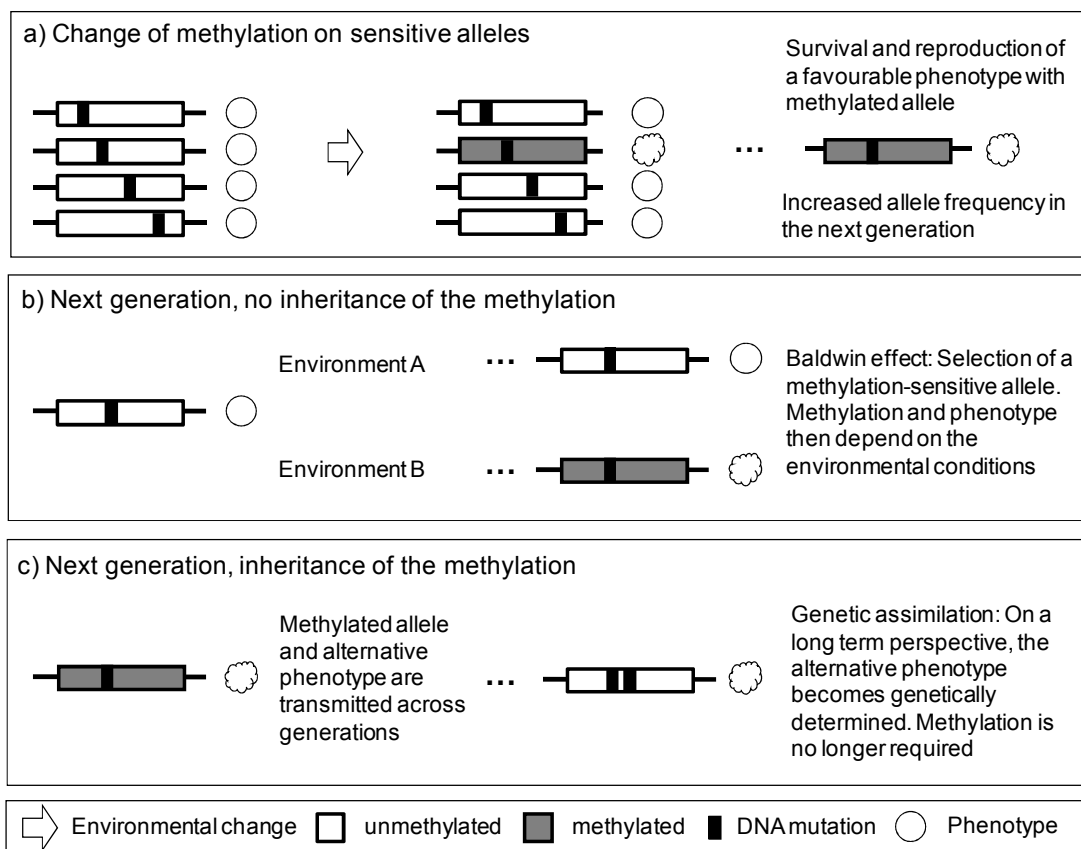 a) Change of methylation on sensitive alleles
Survival and reproduction of
a favourable phenotype with
methylated allele
...
Increased allele frequency in
the next generation
b) Next generation, no inheritance of the methylation
Environment A
...
Baldwin effect: Selection of a
methylation-sensitive allele.
Methylation and phenotype
then depend on the
environmental conditions
Environment B
...
c) Next generation, inheritance of the methylation
Methylated allele
and alternative
phenotype are
transmitted across
generations
...
Genetic assimilation: On a
long term perspective, the
alternative phenotype
becomes genetically
determined. Methylation is
no longer required
Environmental change unmethylated methylated DNA mutation Phenotype